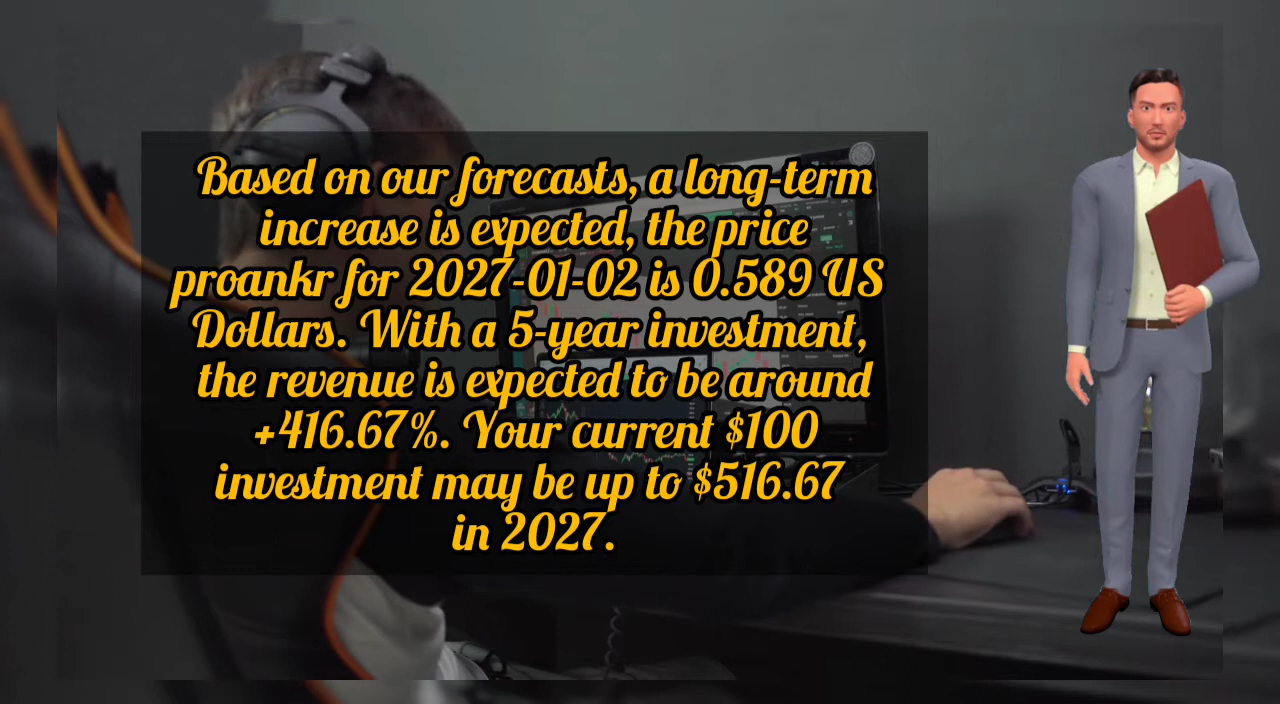 Based on our forecasts, a long-term
increase is expected, the price
proankr for 2027-01-02 is 0.589 US
Dollars. With a 5-year investment,
the revenue is expected to be around
+416.67%. Your current $100
investment may be up to $516.67
in 2027.